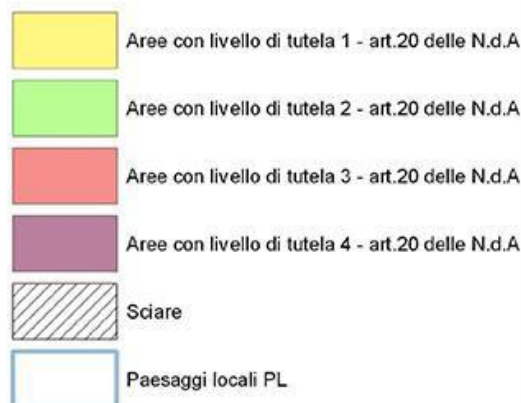 Aree con livello di tutela 1 - art.20 delle N.d.A
Aree con livello di tutela 2 - art.20 delle N.d.A
Aree con livello di tutela 3 - art.20 delle N.d.A
Aree con livello di tutela 4 - art.20 delle N.d.A
Sciare
Paesaggi locali PL